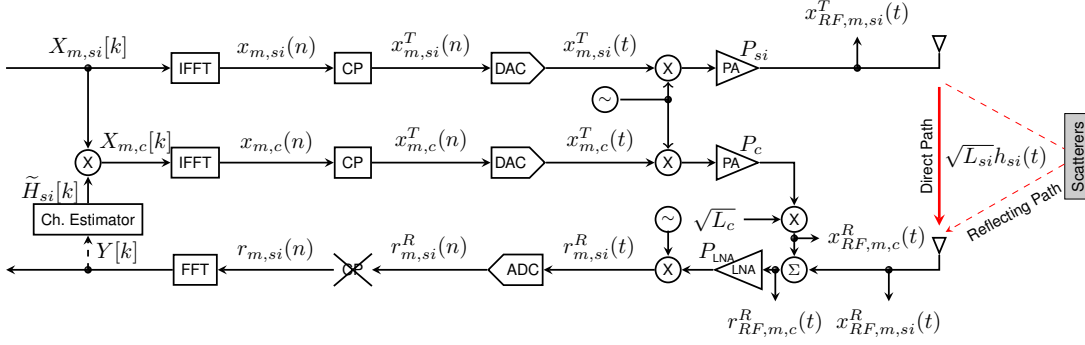 x^T_{RF,m,si}(t)
X_{m,si}[k] IFFT x_{m,si}(n) CP x^T_{m,si}(n) DAC x^T_{m,si}(t) X PA P_{si}
~
X_{m,c}[k] X IFFT x_{m,c}(n) CP x^T_{m,c}(n) DAC x^T_{m,c}(t) X PA P_c
Direct Path √L_{si}h_{si}(t) Scatterers
Reflecting Path
H̃_{si}[k]
Ch. Estimator ~ √L_c X
x^R_{RF,m,c}(t)
Y[k] FFT r_{m,si}(n) CP r^R_{m,si}(n) ADC r^R_{m,si}(t) X P_{LNA} LNA Σ
r^R_{RF,m,c}(t) x^R_{RF,m,si}(t)